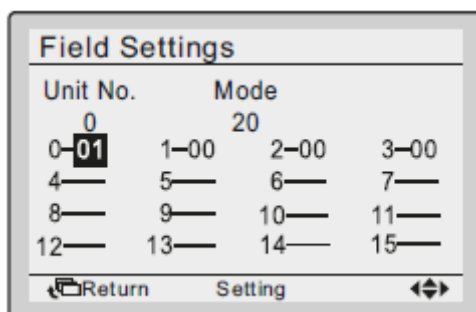 Field Settings
Unit No. Mode
0 20
0-01 1-00 2-00 3-00
4— 5— 6— 7—
8— 9— 10— 11—
12— 13— 14— 15—
Return Setting